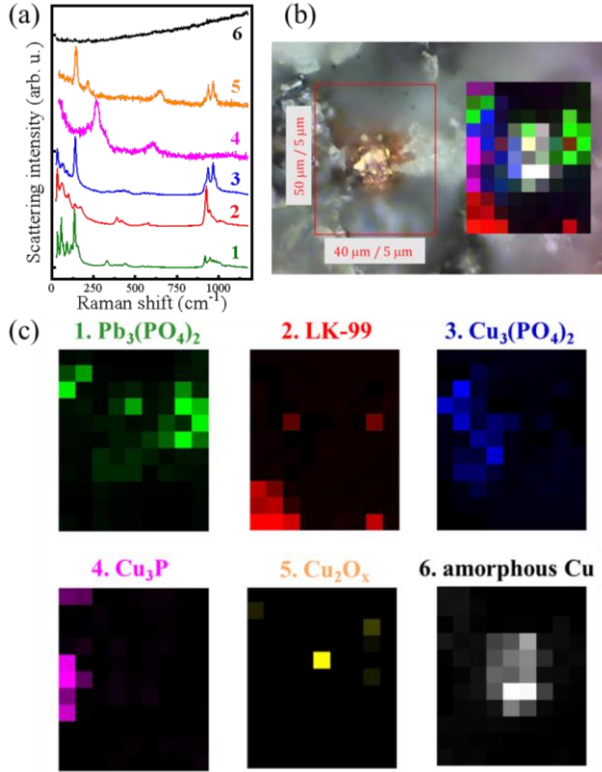 (a)
Scattering intensity (arb. u.)
6
5
4
3
2
1
0 250 500 750 1000
Raman shift (cm⁻¹)
(b)
50 μm / 5 μm
40 μm / 5 μm
(c)
1. Pb₃(PO₄)₂
2. LK-99
3. Cu₃(PO₄)₂
4. Cu₃P
5. Cu₂Oₓ
6. amorphous Cu